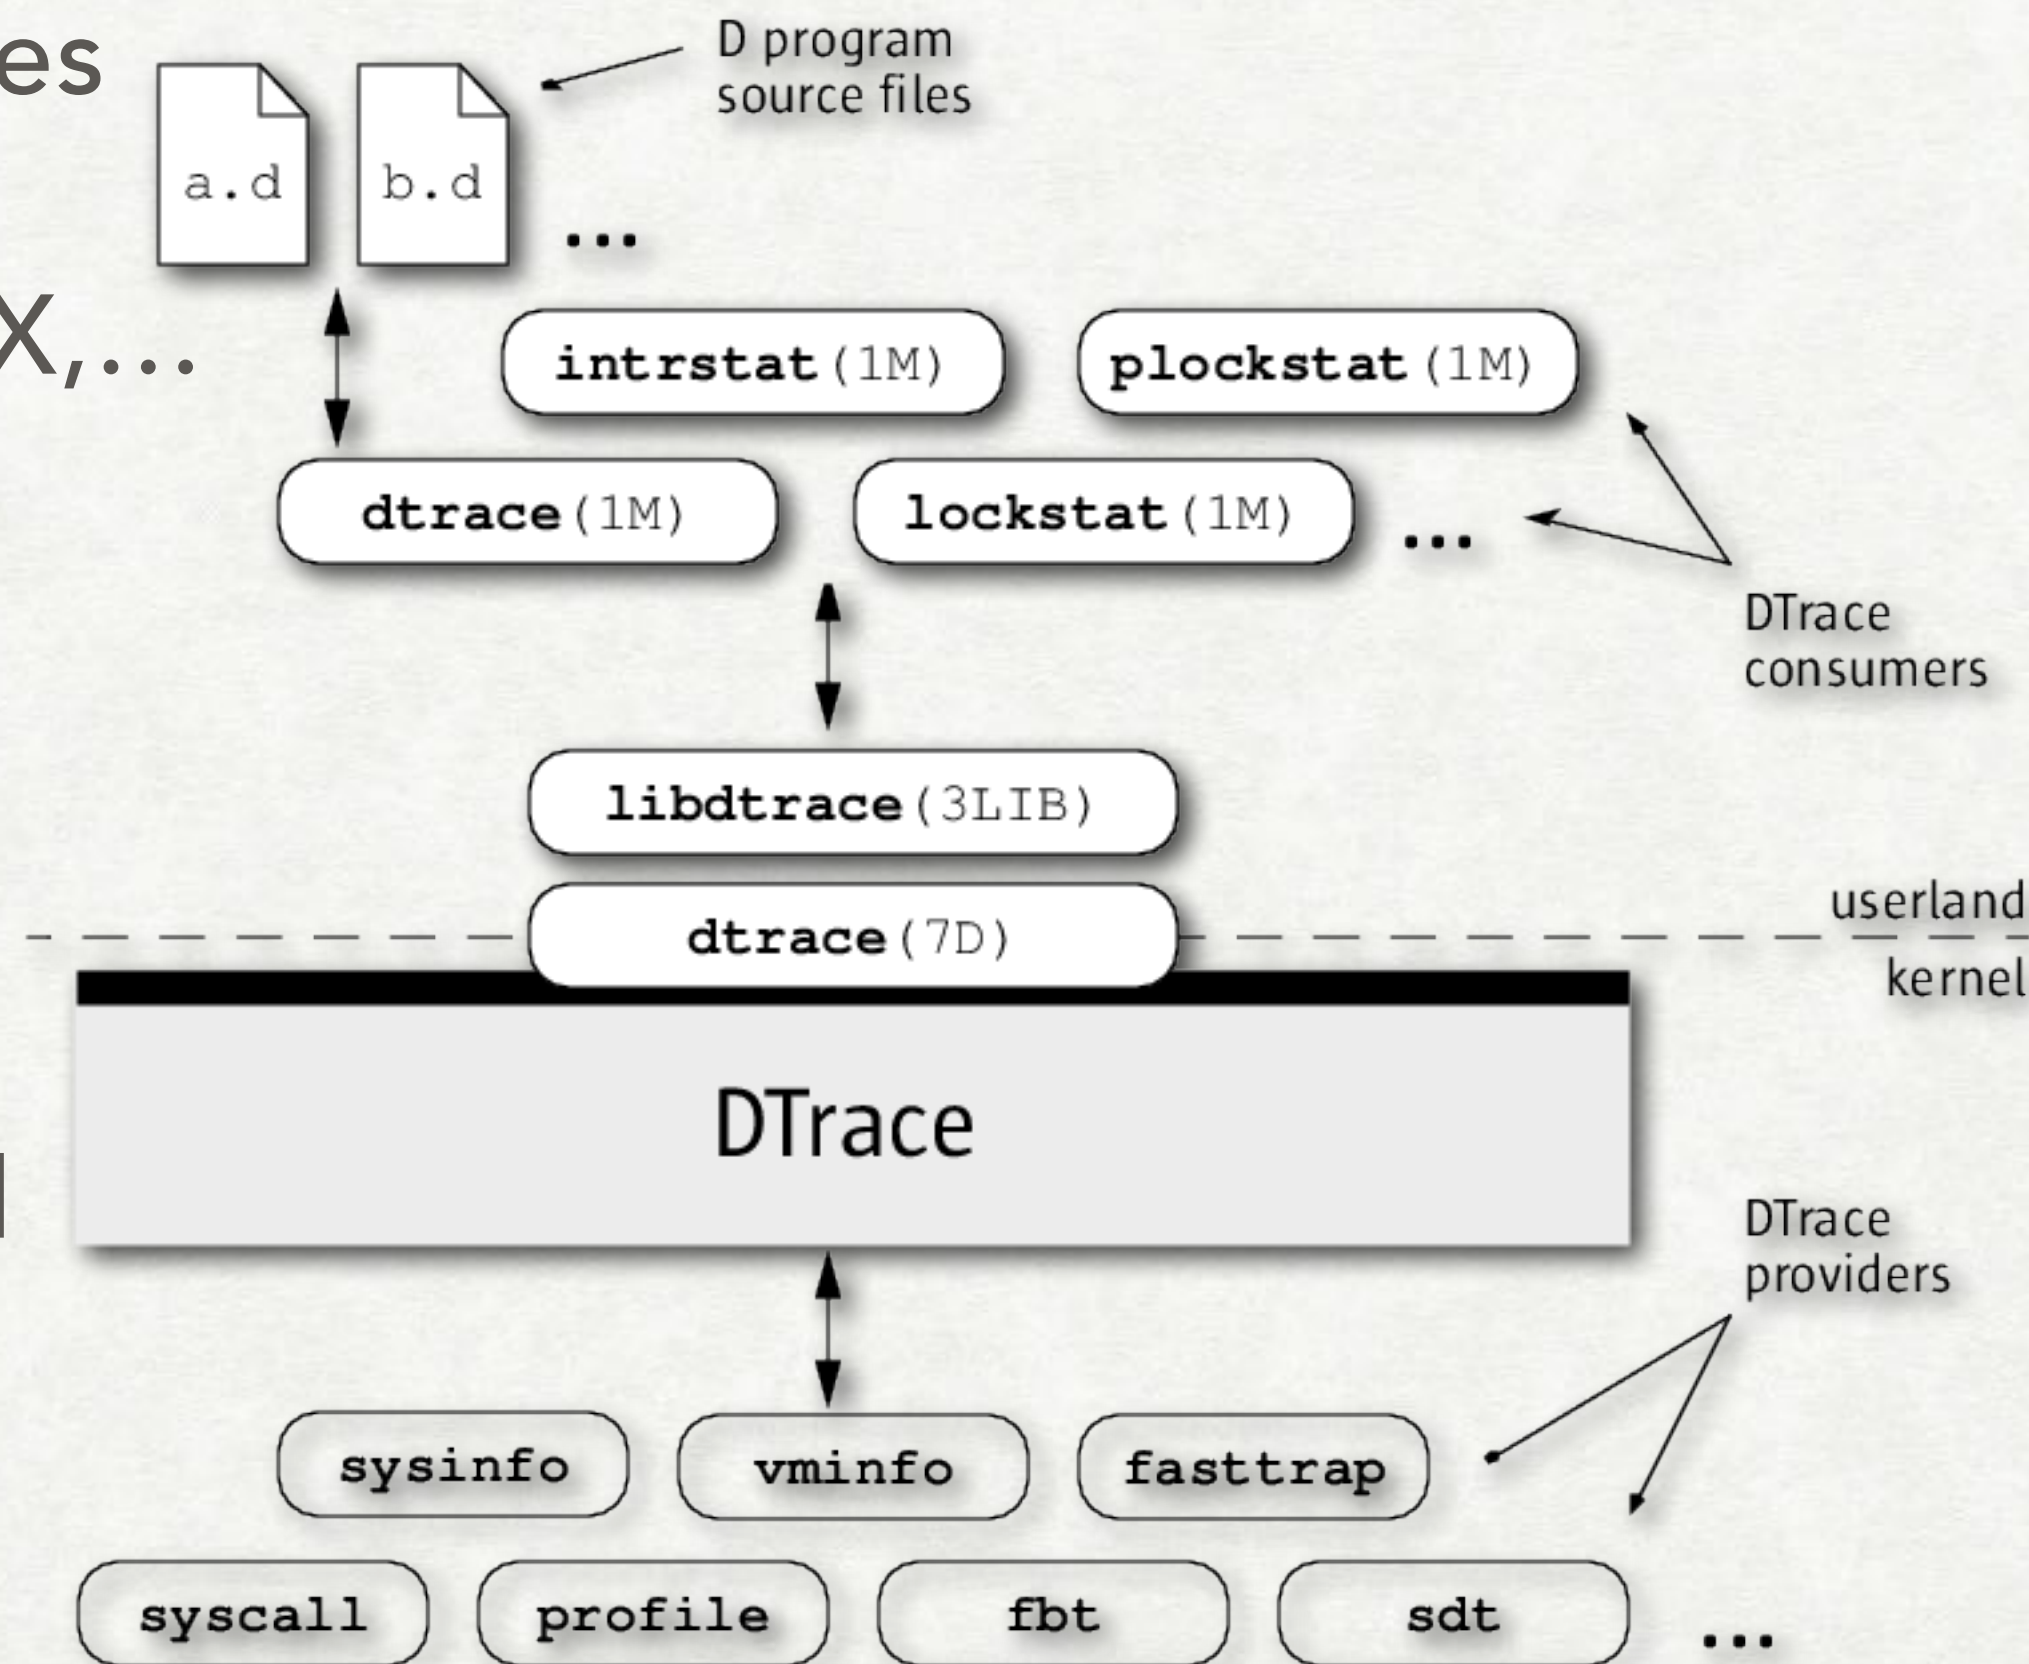 es
D program
source files
a.d
b.d
...
X,...
intrstat(1M)
plockstat(1M)
dtrace(1M)
lockstat(1M)
...
DTrace
consumers
libdtrace(3LIB)
userland
dtrace(7D)
kernel
DTrace
DTrace
providers
sysinfo
vminfo
fasttrap
syscall
profile
fbt
sdt
...